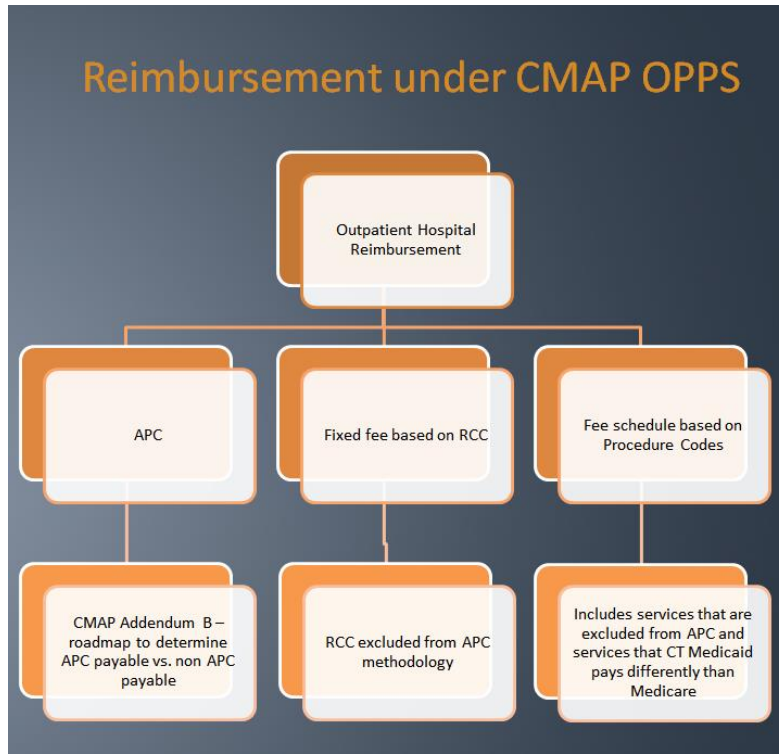 Reimbursement under CMAP OPPS
Outpatient Hospital
Reimbursement
APC
Fixed fee based on RCC
Fee schedule based on
Procedure Codes
CMAP Addendum B –
roadmap to determine
APC payable vs. non APC
payable
RCC excluded from APC
methodology
Includes services that are
excluded from APC and
services that CT Medicaid
pays differently than
Medicare